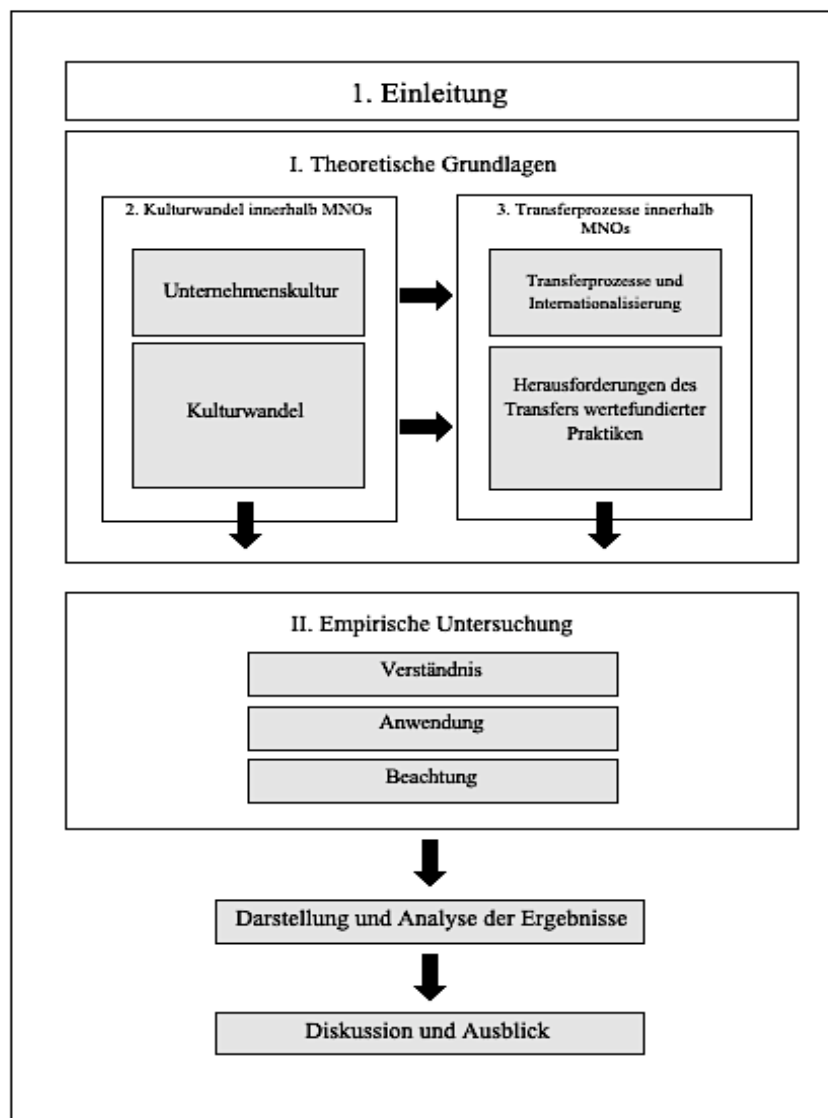 1. Einleitung
I. Theoretische Grundlagen
2. Kulturwandel innerhalb MNOs
Unternehmenskultur
Kulturwandel
3. Transferprozesse innerhalb
MNOs
Transferprozesse und
Internationalisierung
Herausforderungen des
Transfers wertefundierter
Praktiken
II. Empirische Untersuchung
Verständnis
Anwendung
Beachtung
Darstellung und Analyse der Ergebnisse
Diskussion und Ausblick